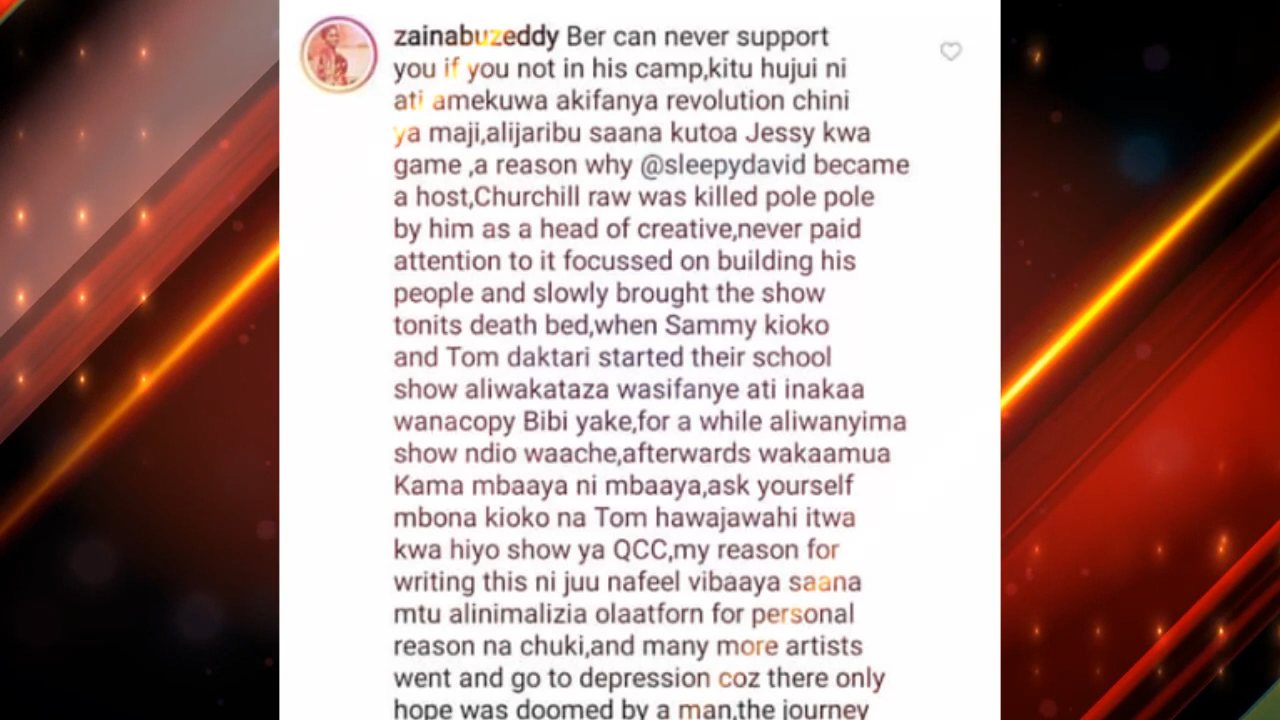 zainabuzeddy Ber can never support
you if you not in his camp,kitu hujui ni
ati amekuwa akifanya revolution chini
ya maji,alijaribu saana kutoa Jessy kwa
game ,a reason why @sleepydavid became
a host,Churchill raw was killed pole pole
by him as a head of creative,never paid
attention to it focussed on building his
people and slowly brought the show
tonits death bed,when Sammy kioko
and Tom daktari started their school
show aliwakataza wasifanye ati inakaa
wanacopy Bibi yake,for a while aliwanyima
show ndio waache,afterwards wakaamua
Kama mbaaya ni mbaaya,ask yourself
mbona kioko na Tom hawajawahi itwa
kwa hiyo show ya QCC,my reason for
writing this ni juu nafeel vibaaya saana
mtu alinimalizia olaatforn for personal
reason na chuki,and many more artists
went and go to depression coz there only
hope was doomed by a man,the journey